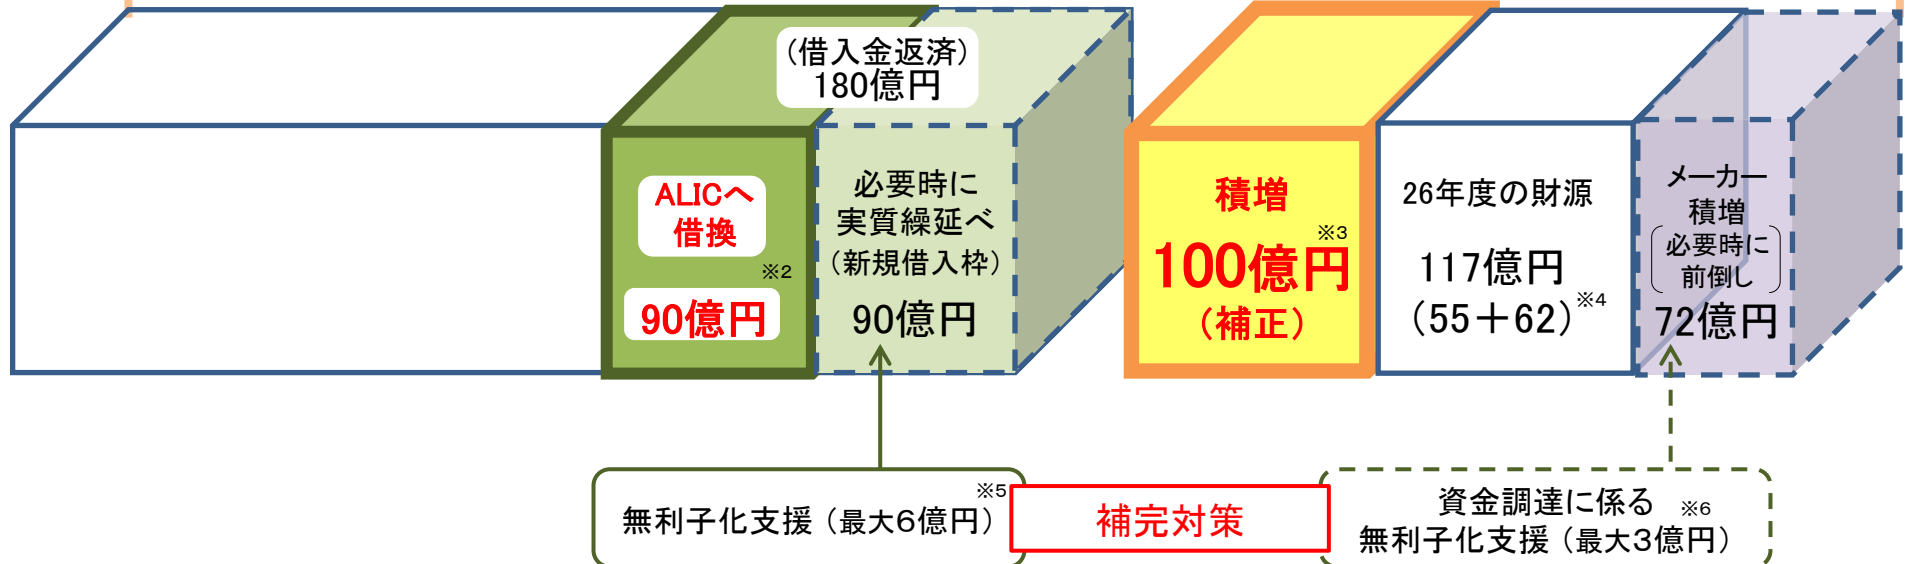 (借入金返済)
180億円
ALICへ
借換
※2
90億円
必要時に
実質繰延べ
(新規借入枠)
90億円
積増
※3
100億円
(補正)
26年度の財源
117億円
(55+62)※4
メーカー
積増
必要時に
前倒し
72億円
※5
無利子化支援(最大6億円)
補完対策
資金調達に係る ※6
無利子化支援(最大3億円)